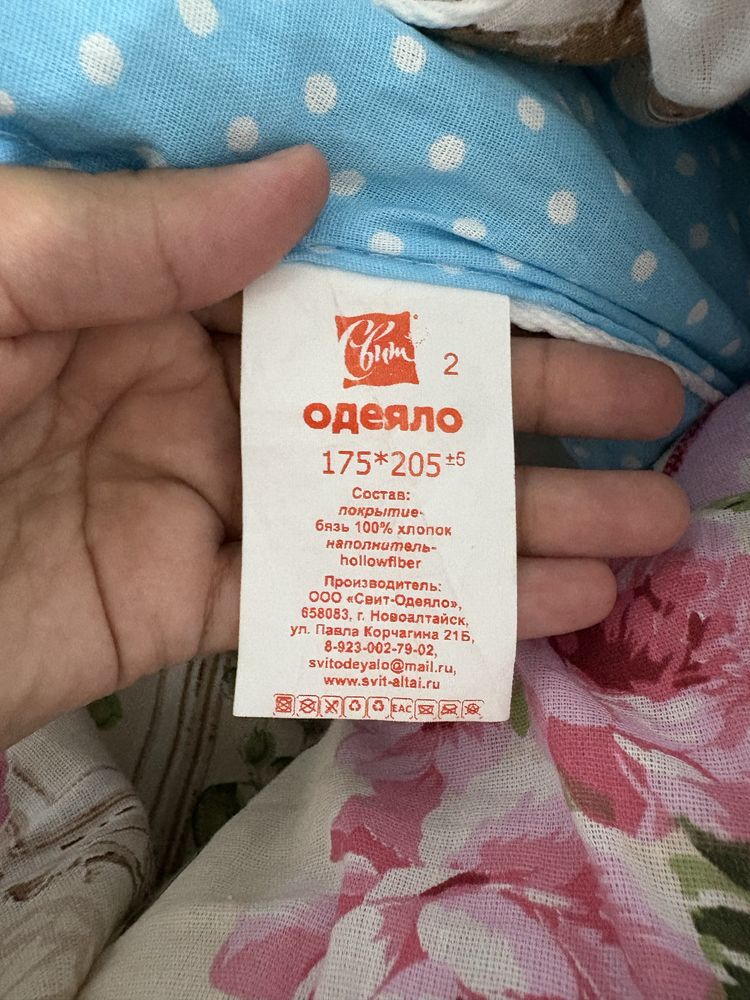 Свит
2
одеяло
175*205±5
Состав:
покрытие-
бязь 100% хлопок
наполнитель-
hollowfiber
Производитель:
ООО «Свит-Одеяло»,
658083, г. Новоалтайск,
ул. Павла Корчагина 21Б,
8-923-002-79-02,
svitodeyalo@mail.ru,
www.svit-altai.ru
EAC